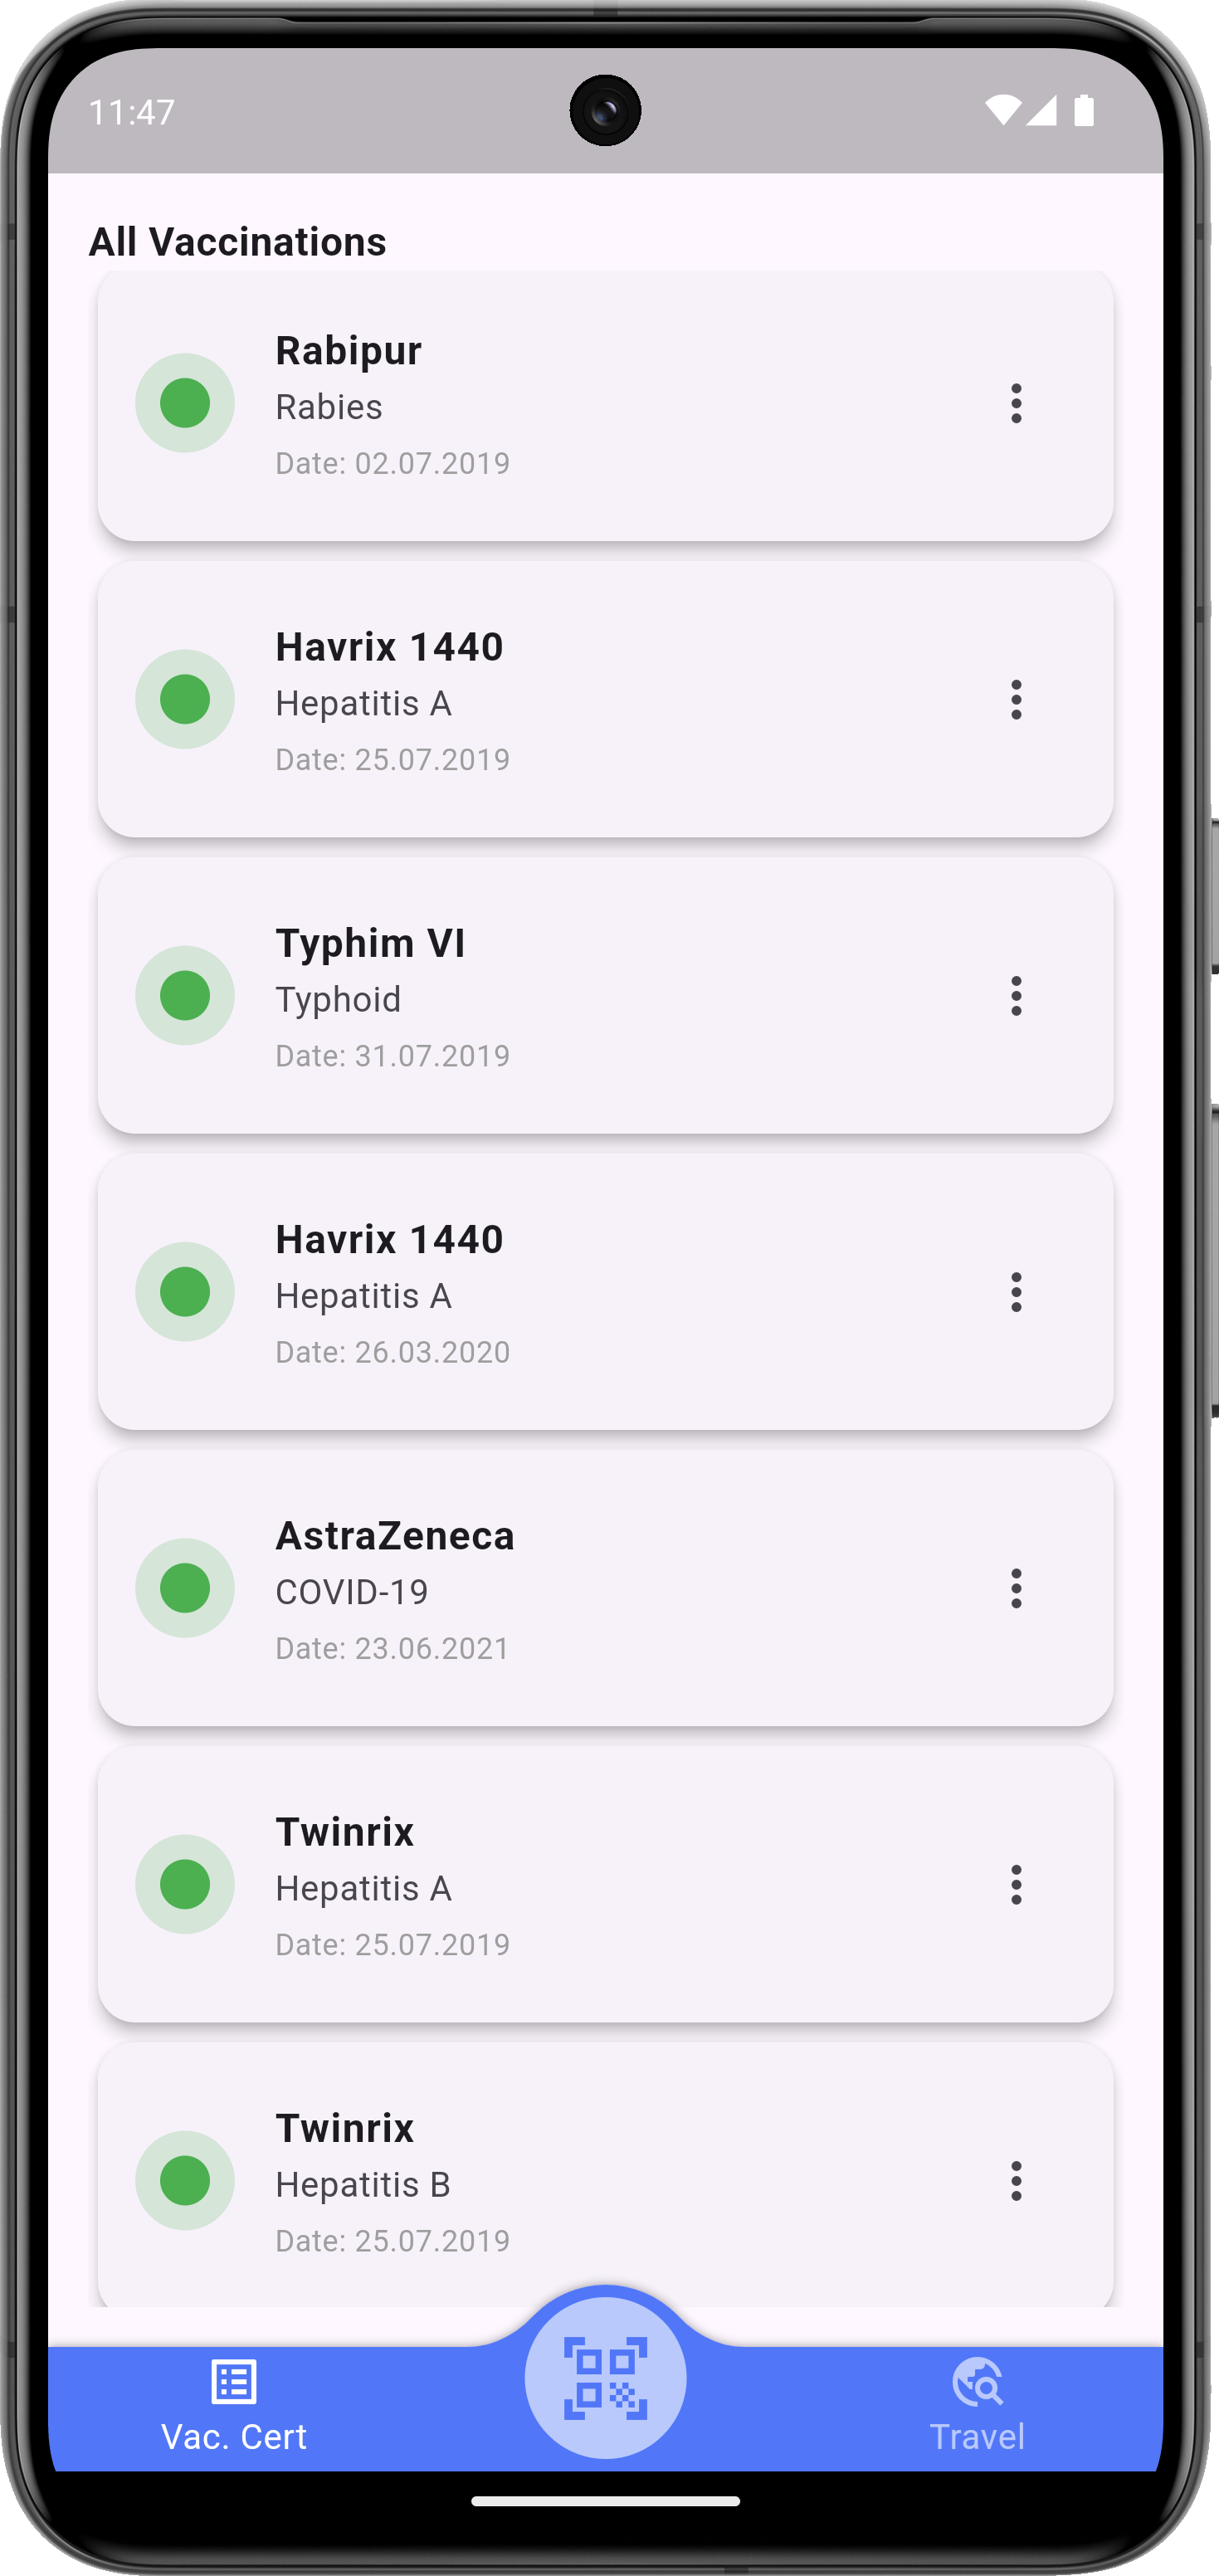 11:47
All Vaccinations
Rabipur
Rabies
Date: 02.07.2019
Havrix 1440
Hepatitis A
Date: 25.07.2019
Typhim VI
Typhoid
Date: 31.07.2019
Havrix 1440
Hepatitis A
Date: 26.03.2020
AstraZeneca
COVID-19
Date: 23.06.2021
Twinrix
Hepatitis A
Date: 25.07.2019
Twinrix
Hepatitis B
Date: 25.07.2019
Vac. Cert
Travel